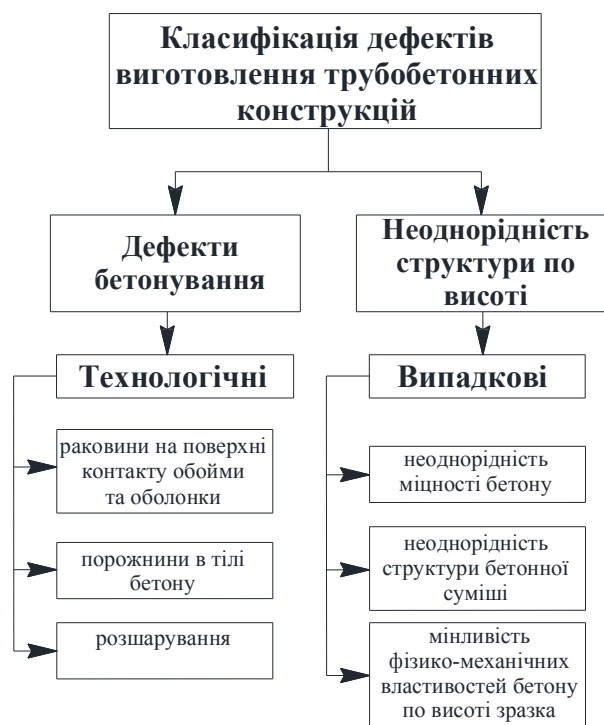 Класифікація дефектів
виготовлення трубобетонних
конструкцій
Дефекти
бетонування
Неоднорідність
структури по
висоті
Технологічні
Випадкові
раковини на поверхні
контакту обойми
та оболонки
порожнини в тілі
бетону
розшарування
неоднорідність
міцності бетону
неоднорідність
структури бетонної
суміші
мінливість
фізико-механічних
властивостей бетону
по висоті зразка